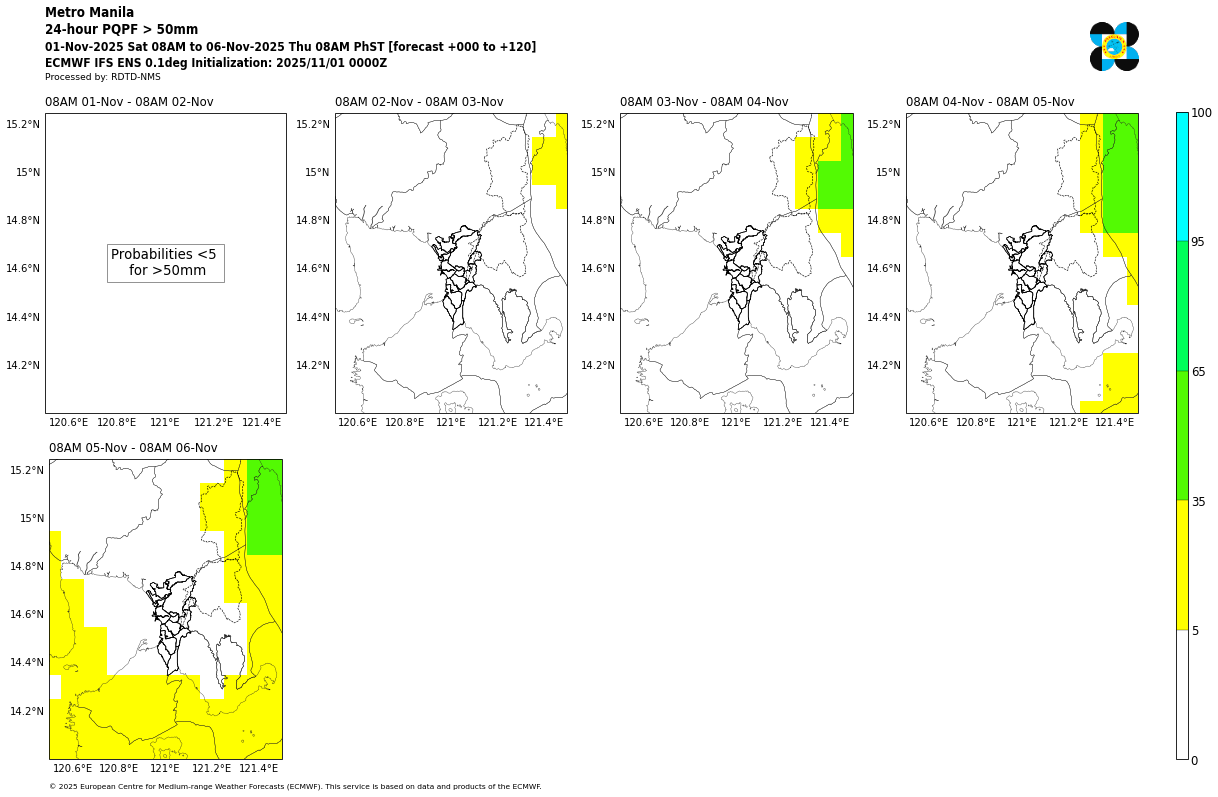 Metro Manila
24-hour PQPF > 50mm
01-Nov-2025 Sat 08AM to 06-Nov-2025 Thu 08AM PhST [forecast +000 to +120]
ECMWF IFS ENS 0.1deg Initialization: 2025/11/01 0000Z
Processed by: RDTD-NMS
08AM 01-Nov - 08AM 02-Nov
08AM 02-Nov - 08AM 03-Nov
08AM 03-Nov - 08AM 04-Nov
08AM 04-Nov - 08AM 05-Nov
15.2°N
15°N
14.8°N
14.6°N
14.4°N
14.2°N
Probabilities <5
for >50mm
120.6°E 120.8°E 121°E 121.2°E 121.4°E
15.2°N
15°N
14.8°N
14.6°N
14.4°N
14.2°N
120.6°E 120.8°E 121°E 121.2°E 121.4°E
15.2°N
15°N
14.8°N
14.6°N
14.4°N
14.2°N
120.6°E 120.8°E 121°E 121.2°E 121.4°E
15.2°N
15°N
14.8°N
14.6°N
14.4°N
14.2°N
120.6°E 120.8°E 121°E 121.2°E 121.4°E
100
95
65
35
5
0
08AM 05-Nov - 08AM 06-Nov
15.2°N
15°N
14.8°N
14.6°N
14.4°N
14.2°N
120.6°E 120.8°E 121°E 121.2°E 121.4°E
© 2025 European Centre for Medium-range Weather Forecasts (ECMWF). This service is based on data and products of the ECMWF.